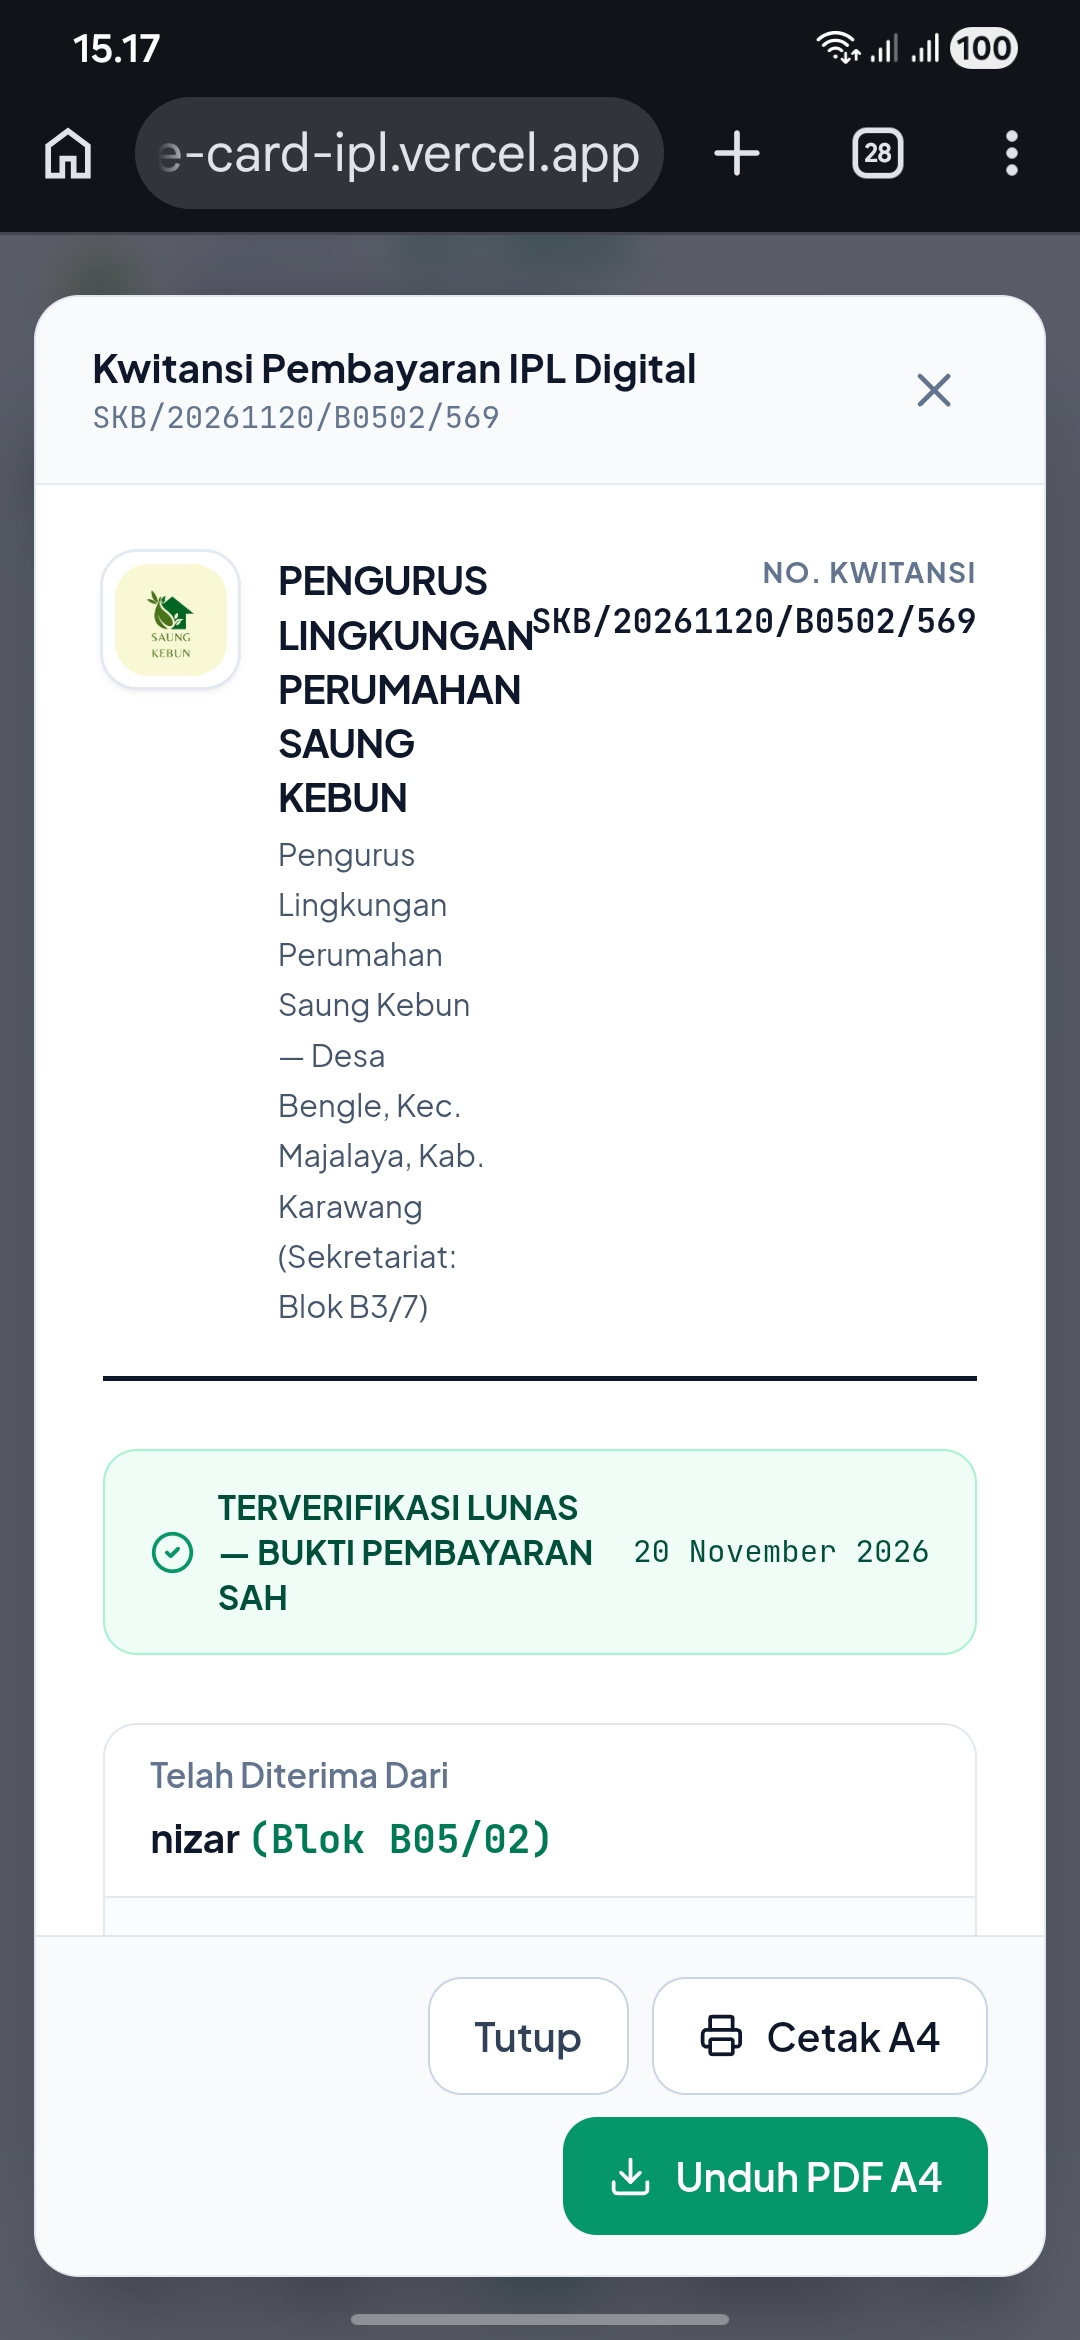 15.17
100
e-card-ipl.vercel.app
28
Kwitansi Pembayaran IPL Digital
SKB/20261120/B0502/569
SAUNG
KEBUN
PENGURUS
LINGKUNGAN
PERUMAHAN
SAUNG
KEBUN
NO. KWITANSI
SKB/20261120/B0502/569
Pengurus
Lingkungan
Perumahan
Saung Kebun
— Desa
Bengle, Kec.
Majalaya, Kab.
Karawang
(Sekretariat:
Blok B3/7)
TERVERIFIKASI LUNAS
— BUKTI PEMBAYARAN
SAH
20 November 2026
Telah Diterima Dari
nizar (Blok B05/02)
Tutup
Cetak A4
Unduh PDF A4